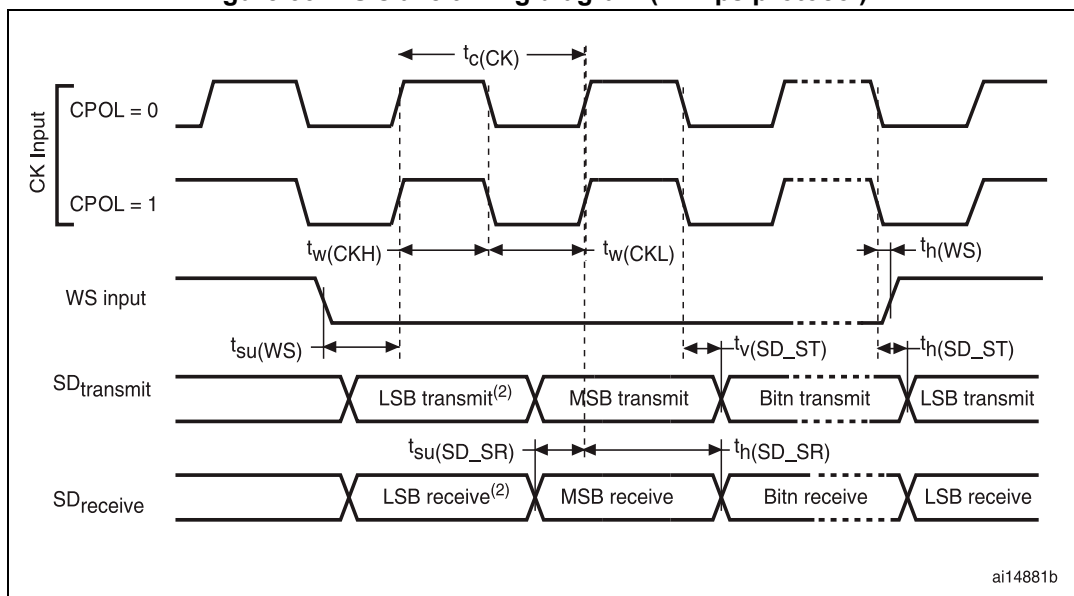 tc(CK)
CK Input
CPOL = 0
CPOL = 1
tw(CKH)
tw(CKL)
th(WS)
WS input
tsu(WS)
tv(SD_ST)
th(SD_ST)
SDtransmit
LSB transmit(2)
MSB transmit
Bitn transmit
LSB transmit
tsu(SD_SR)
th(SD_SR)
SDreceive
LSB receive(2)
MSB receive
Bitn receive
LSB receive
ai14881b